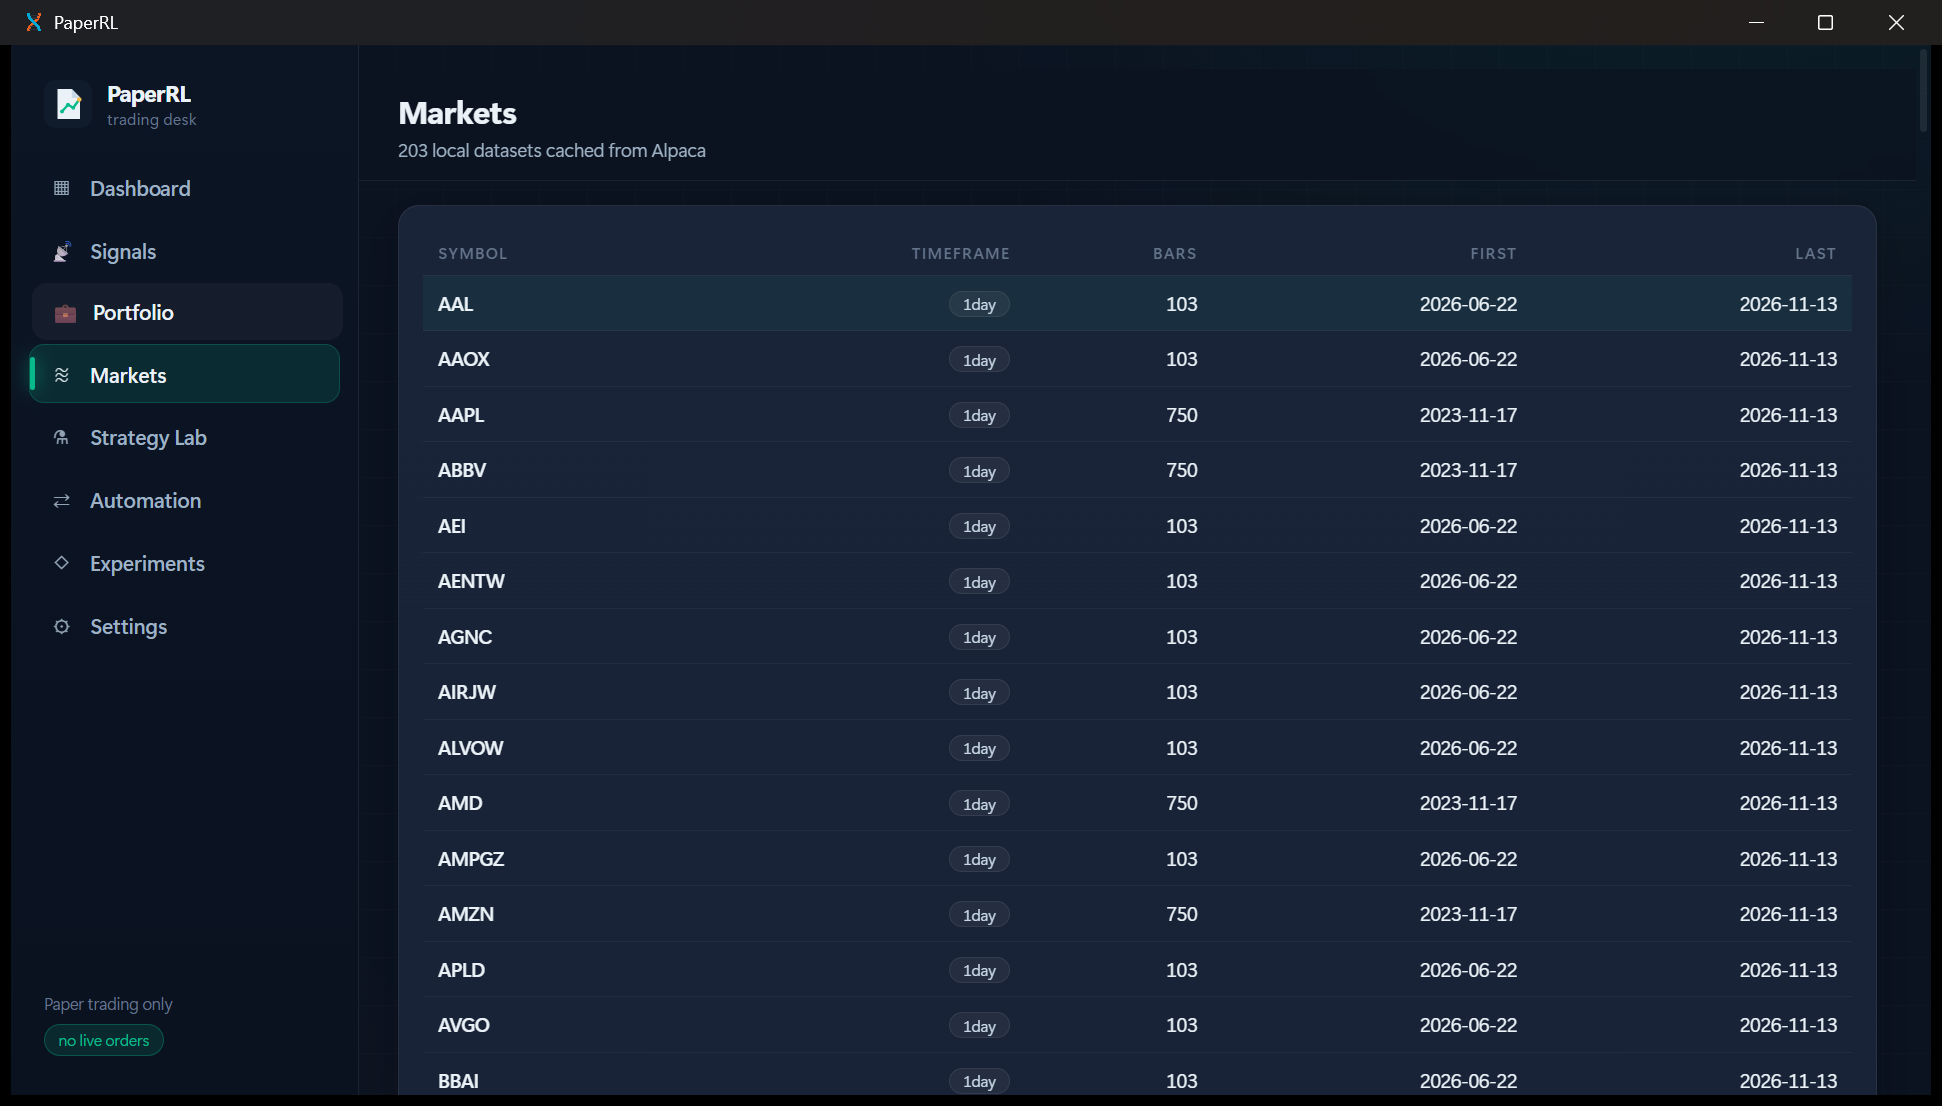 PaperRL
PaperRL
trading desk
Dashboard
Signals
Portfolio
Markets
Strategy Lab
Automation
Experiments
Settings
Paper trading only
no live orders
Markets
203 local datasets cached from Alpaca
SYMBOL TIMEFRAME BARS FIRST LAST
AAL 1day 103 2026-06-22 2026-11-13
AAOX 1day 103 2026-06-22 2026-11-13
AAPL 1day 750 2023-11-17 2026-11-13
ABBV 1day 750 2023-11-17 2026-11-13
AEI 1day 103 2026-06-22 2026-11-13
AENTW 1day 103 2026-06-22 2026-11-13
AGNC 1day 103 2026-06-22 2026-11-13
AIRJW 1day 103 2026-06-22 2026-11-13
ALVOW 1day 103 2026-06-22 2026-11-13
AMD 1day 750 2023-11-17 2026-11-13
AMPGZ 1day 103 2026-06-22 2026-11-13
AMZN 1day 750 2023-11-17 2026-11-13
APLD 1day 103 2026-06-22 2026-11-13
AVGO 1day 103 2026-06-22 2026-11-13
BBAI 1day 103 2026-06-22 2026-11-13